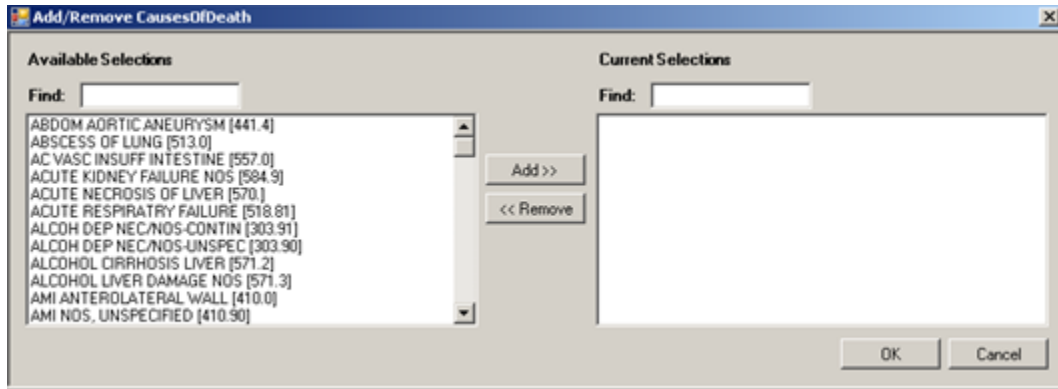 Add/Remove CausesOfDeath
Available Selections
Current Selections
Find:
Find:
ABDOM AORTIC ANEURYSM [441.4]
ABSCESS OF LUNG [513.0]
AC VASC INSUFF INTESTINE [557.0]
ACUTE KIDNEY FAILURE NOS [584.9]
ACUTE NECROSIS OF LIVER [570.]
ACUTE RESPIRATRY FAILURE [518.81]
ALCOH DEP NEC/NOS-CONTIN [303.91]
ALCOH DEP NEC/NOS-UNSPEC [303.90]
ALCOHOL CIRRHOSIS LIVER [571.2]
ALCOHOL LIVER DAMAGE NOS [571.3]
AMI ANTEROLATERAL WALL [410.0]
AMI NOS, UNSPECIFIED [410.90]
Add >>
<< Remove
OK
Cancel